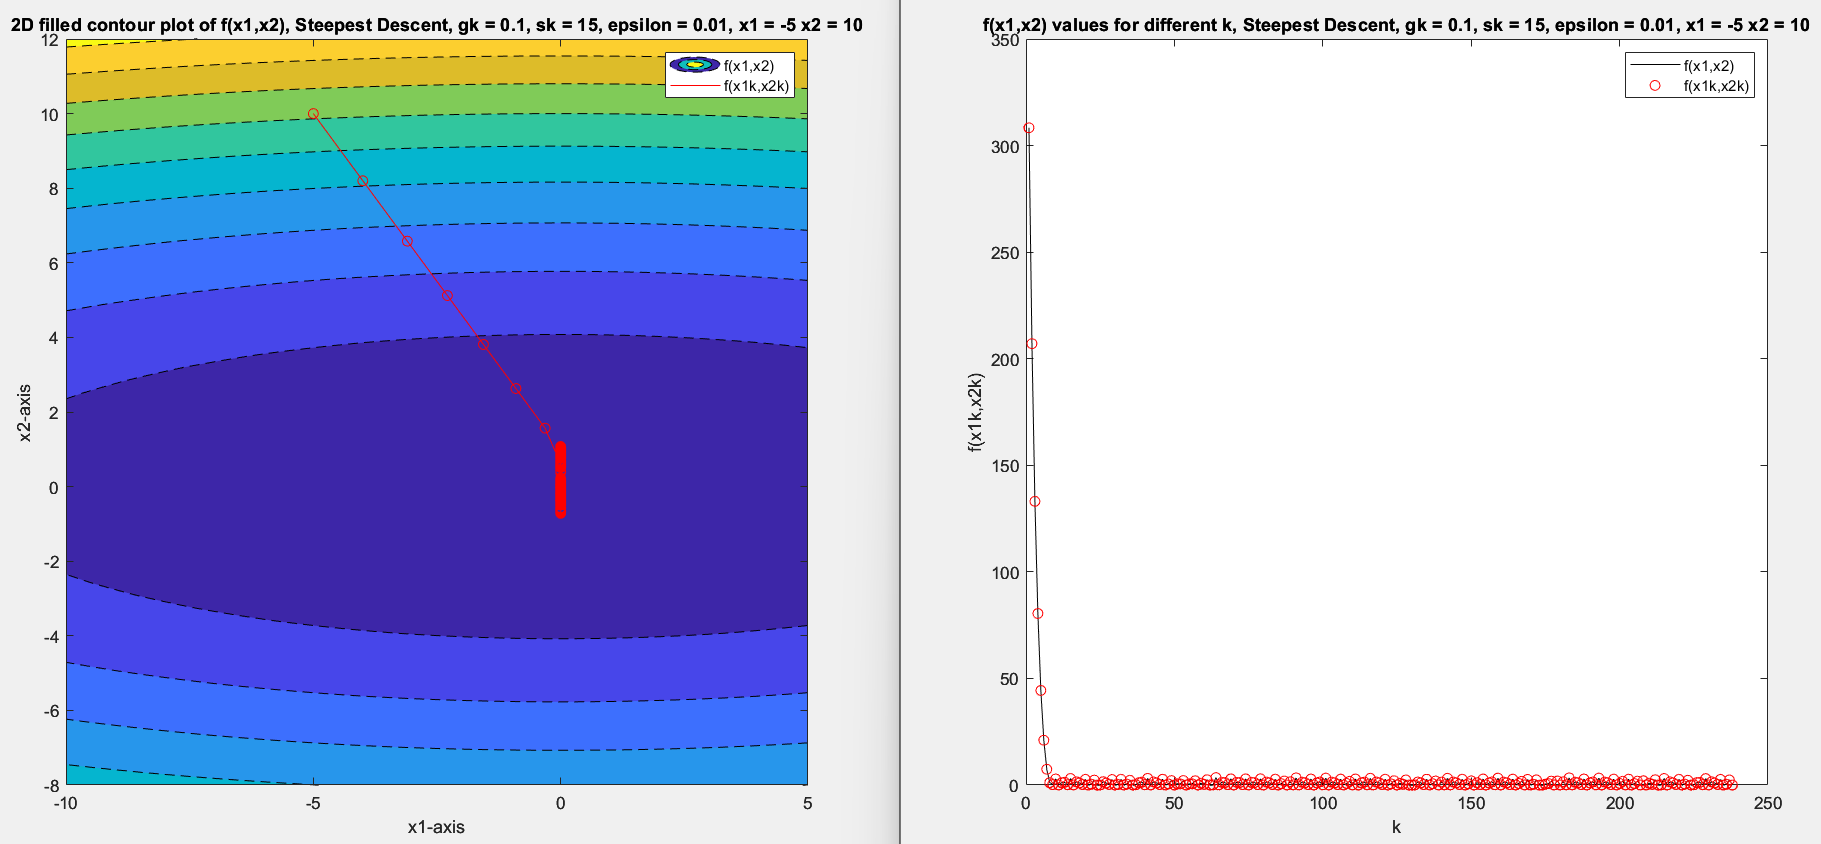 2D filled contour plot of f(x1,x2), Steepest Descent, gk = 0.1, sk = 15, epsilon = 0.01, x1 = -5 x2 = 10
12
10
8
6
4
2
0
-2
-4
-6
-8
-10
-5
0
5
x1-axis
x2-axis
f(x1,x2)
f(x1k,x2k)
f(x1,x2) values for different k, Steepest Descent, gk = 0.1, sk = 15, epsilon = 0.01, x1 = -5 x2 = 10
350
300
250
200
150
100
50
0
0
50
100
150
200
250
k
f(x1k,x2k)
f(x1,x2)
f(x1k,x2k)